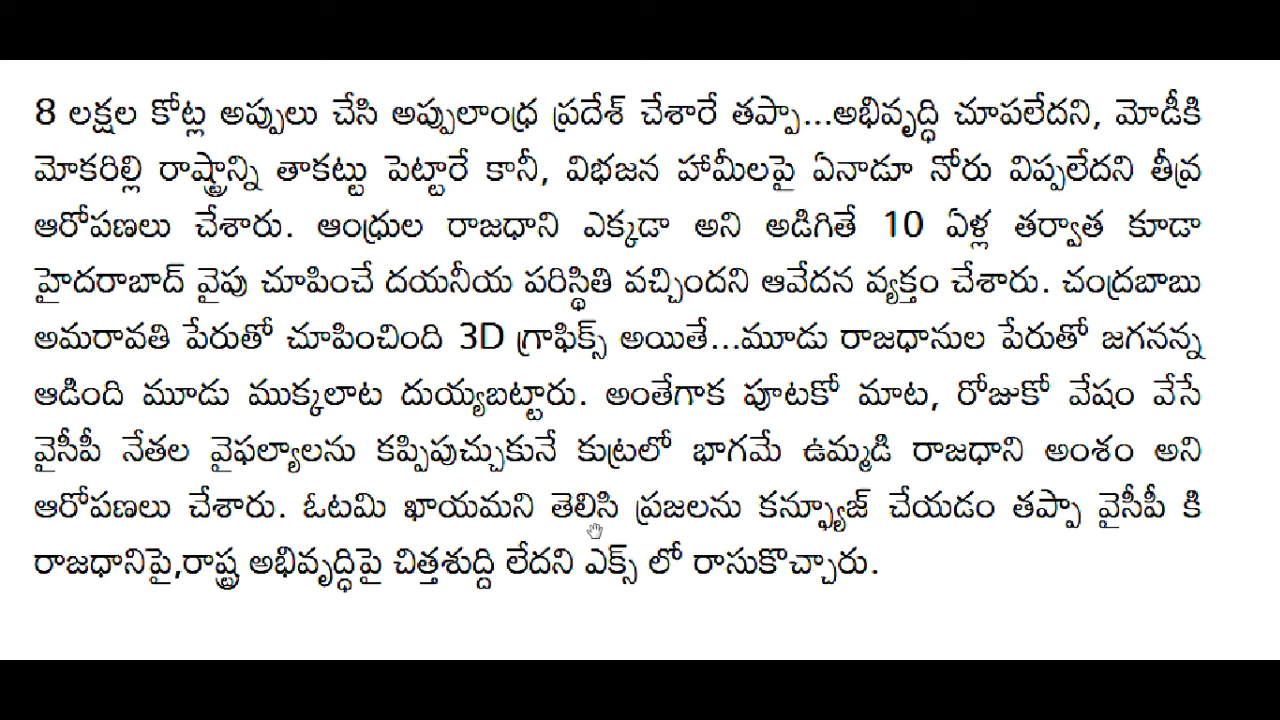 8 లక్షల కోట్ల అప్పులు చేసి అప్పులాంధ్ర ప్రదేశ్ చేశారే తప్పా...అభివృద్ధి చూపలేదని, మోడీకి
మోకరిల్లి రాష్ట్రాన్ని తాకట్టు పెట్టారే కానీ, విభజన హామీలపై ఏనాడూ నోరు విప్పలేదని తీవ్ర
ఆరోపణలు చేశారు. ఆంధ్రుల రాజధాని ఎక్కడా అని అడిగితే 10 ఏళ్ల తర్వాత కూడా
హైదరాబాద్ వైపు చూపించే దయనీయ పరిస్థితి వచ్చిందని ఆవేదన వ్యక్తం చేశారు. చంద్రబాబు
అమరావతి పేరుతో చూపించింది 3D గ్రాఫిక్స్ అయితే...మూడు రాజధానుల పేరుతో జగనన్న
ఆడింది మూడు ముక్కలాట దుయ్యబట్టారు. అంతేగాక పూటకో మాట, రోజుకో వేషం వేసే
వైసీపీ నేతల వైఫల్యాలను కప్పిపుచ్చుకునే కుట్రలో భాగమే ఉమ్మడి రాజధాని అంశం అని
ఆరోపణలు చేశారు. ఓటమి ఖాయమని తెలిసి ప్రజలను కన్ఫ్యూజ్ చేయడం తప్పా వైసీపీ కి
రాజధానిపై,రాష్ట్ర అభివృద్ధిపై చిత్తశుద్ది లేదని ఎక్స్ లో రాసుకొచ్చారు.